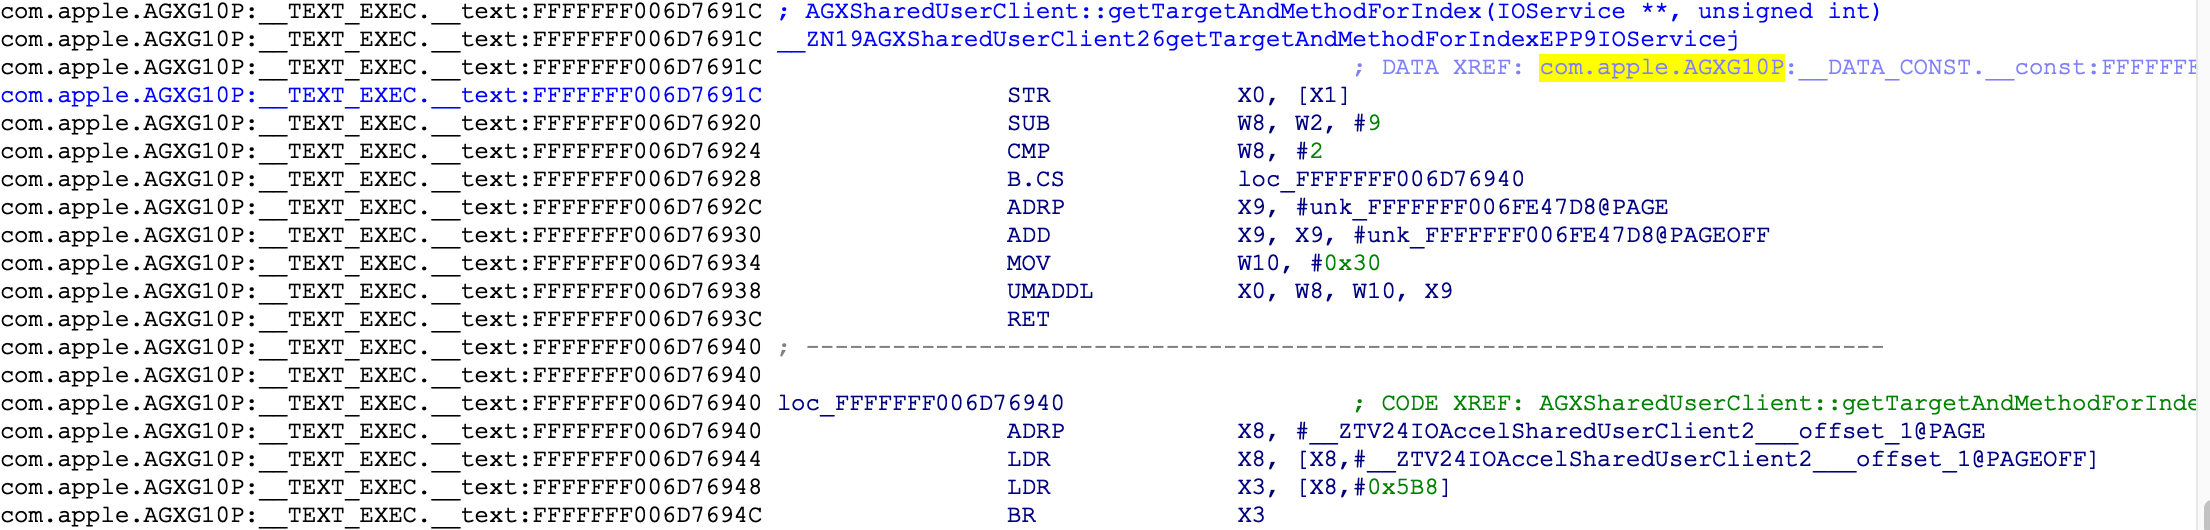 com.apple.AGXG10P:__TEXT_EXEC.__text:FFFFFFF006D7691C ; AGXSharedUserClient::getTargetAndMethodForIndex(IOService **, unsigned int)
com.apple.AGXG10P:__TEXT_EXEC.__text:FFFFFFF006D7691C __ZN19AGXSharedUserClient26getTargetAndMethodForIndexEPP9IOServicej
com.apple.AGXG10P:__TEXT_EXEC.__text:FFFFFFF006D7691C ; DATA XREF: com.apple.AGXG10P:__DATA_CONST.__const:FFFFFFFE
com.apple.AGXG10P:__TEXT_EXEC.__text:FFFFFFF006D7691C STR X0, [X1]
com.apple.AGXG10P:__TEXT_EXEC.__text:FFFFFFF006D76920 SUB W8, W2, #9
com.apple.AGXG10P:__TEXT_EXEC.__text:FFFFFFF006D76924 CMP W8, #2
com.apple.AGXG10P:__TEXT_EXEC.__text:FFFFFFF006D76928 B.CS loc_FFFFFFF006D76940
com.apple.AGXG10P:__TEXT_EXEC.__text:FFFFFFF006D7692C ADRP X9, #unk_FFFFFFF006FE47D8@PAGE
com.apple.AGXG10P:__TEXT_EXEC.__text:FFFFFFF006D76930 ADD X9, X9, #unk_FFFFFFF006FE47D8@PAGEOFF
com.apple.AGXG10P:__TEXT_EXEC.__text:FFFFFFF006D76934 MOV W10, #0x30
com.apple.AGXG10P:__TEXT_EXEC.__text:FFFFFFF006D76938 UMADDL X0, W8, W10, X9
com.apple.AGXG10P:__TEXT_EXEC.__text:FFFFFFF006D7693C RET
com.apple.AGXG10P:__TEXT_EXEC.__text:FFFFFFF006D76940 ; ---------------------------------------------------------------------------
com.apple.AGXG10P:__TEXT_EXEC.__text:FFFFFFF006D76940
com.apple.AGXG10P:__TEXT_EXEC.__text:FFFFFFF006D76940 loc_FFFFFFF006D76940 ; CODE XREF: AGXSharedUserClient::getTargetAndMethodForInde
com.apple.AGXG10P:__TEXT_EXEC.__text:FFFFFFF006D76940 ADRP X8, #__ZTV24IOAccelSharedUserClient2___offset_1@PAGE
com.apple.AGXG10P:__TEXT_EXEC.__text:FFFFFFF006D76944 LDR X8, [X8,#__ZTV24IOAccelSharedUserClient2___offset_1@PAGEOFF]
com.apple.AGXG10P:__TEXT_EXEC.__text:FFFFFFF006D76948 LDR X3, [X8,#0x5B8]
com.apple.AGXG10P:__TEXT_EXEC.__text:FFFFFFF006D7694C BR X3